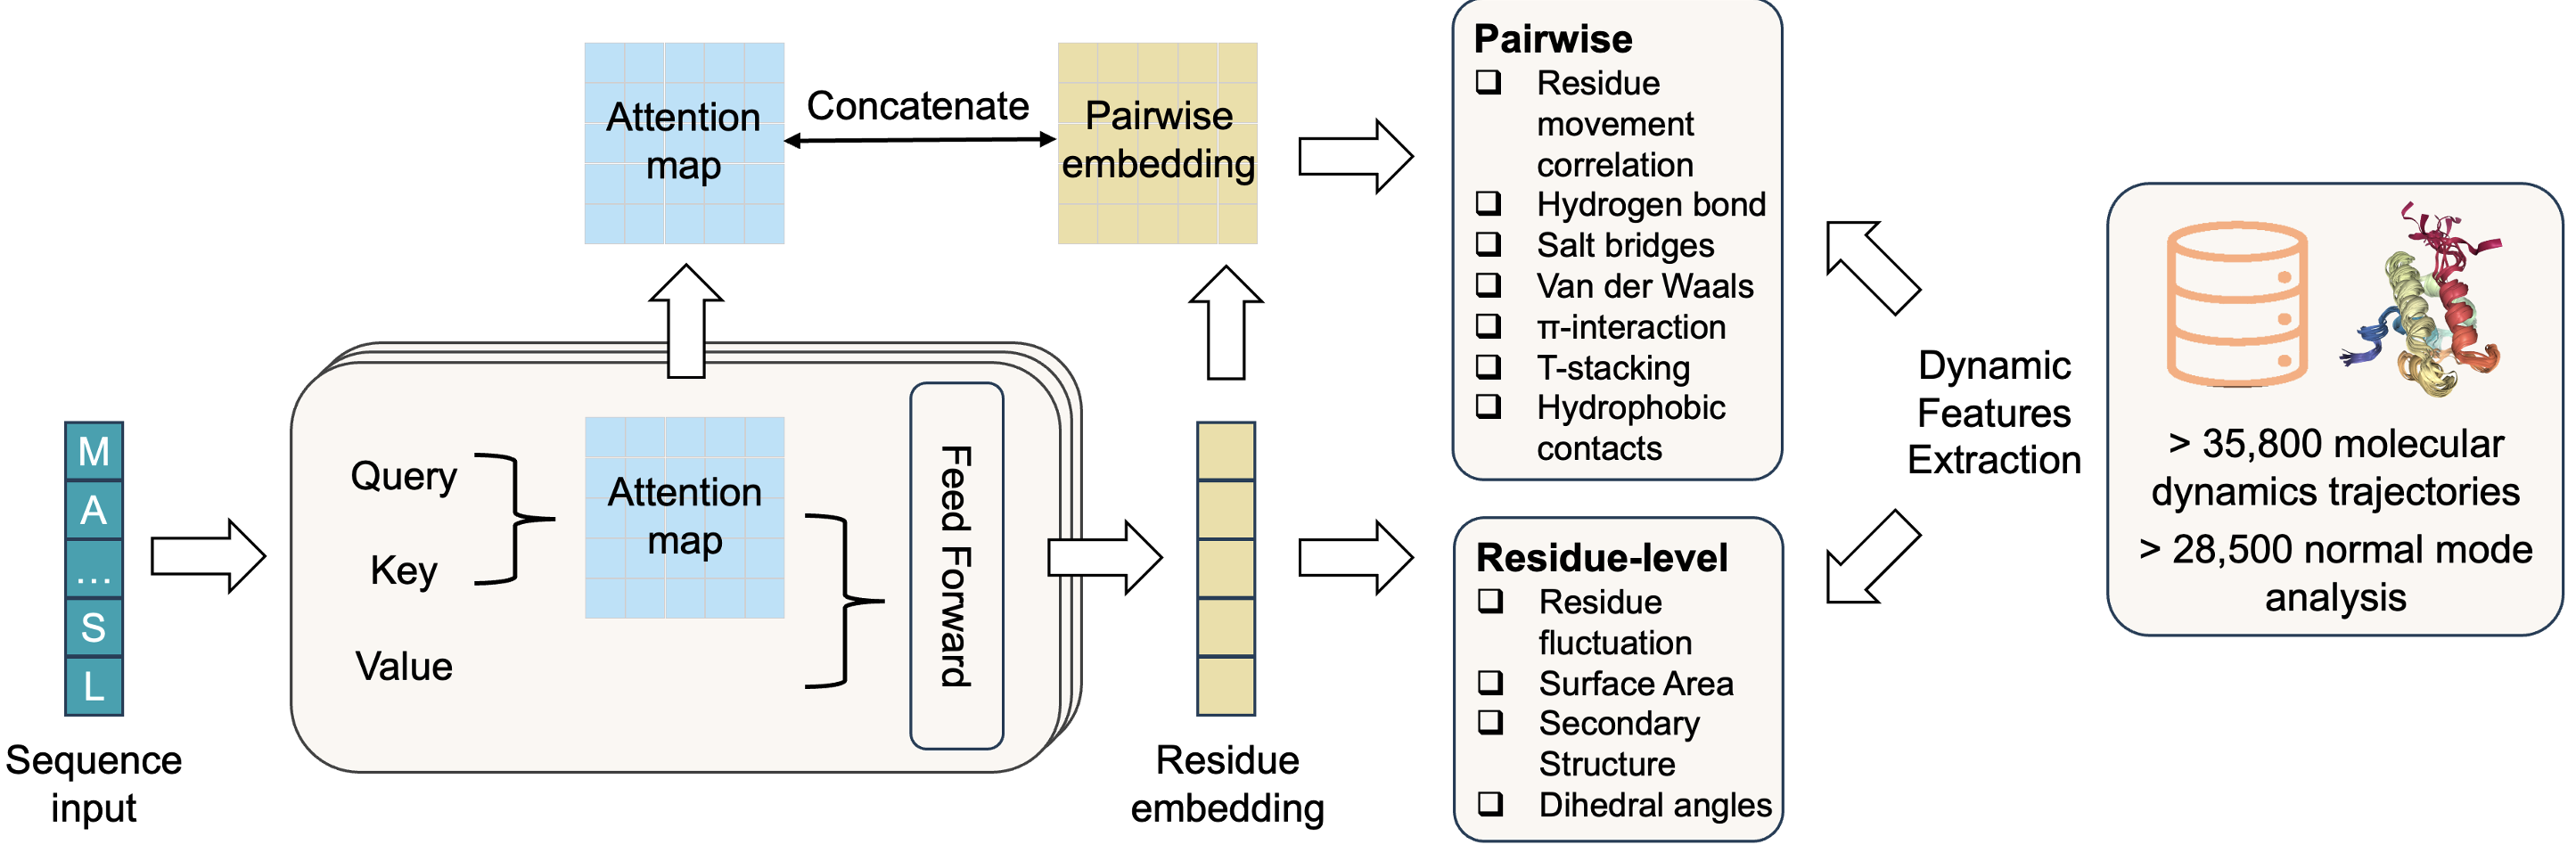 M
A
...
S
L
Sequence
input
Query
Key
Value
Attention
map
Feed Forward
Attention
map
Concatenate
Pairwise
embedding
Residue
embedding
Pairwise
Residue
movement
correlation
Hydrogen bond
Salt bridges
Van der Waals
π-interaction
T-stacking
Hydrophobic
contacts
Residue-level
Residue
fluctuation
Surface Area
Secondary
Structure
Dihedral angles
Dynamic
Features
Extraction
> 35,800 molecular
dynamics trajectories
> 28,500 normal mode
analysis